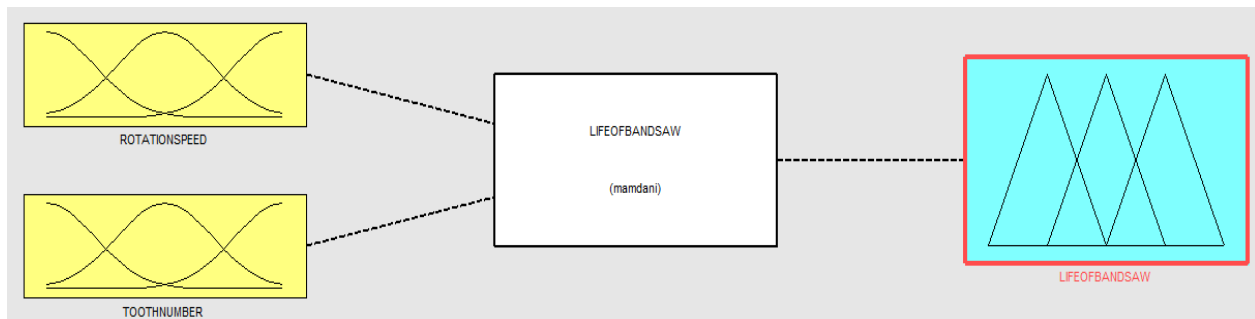 ROTATIONSPEED
TOOTHNUMBER
LIFEOFBANDSAW
(mamdani)
LIFEOFBANDSAW